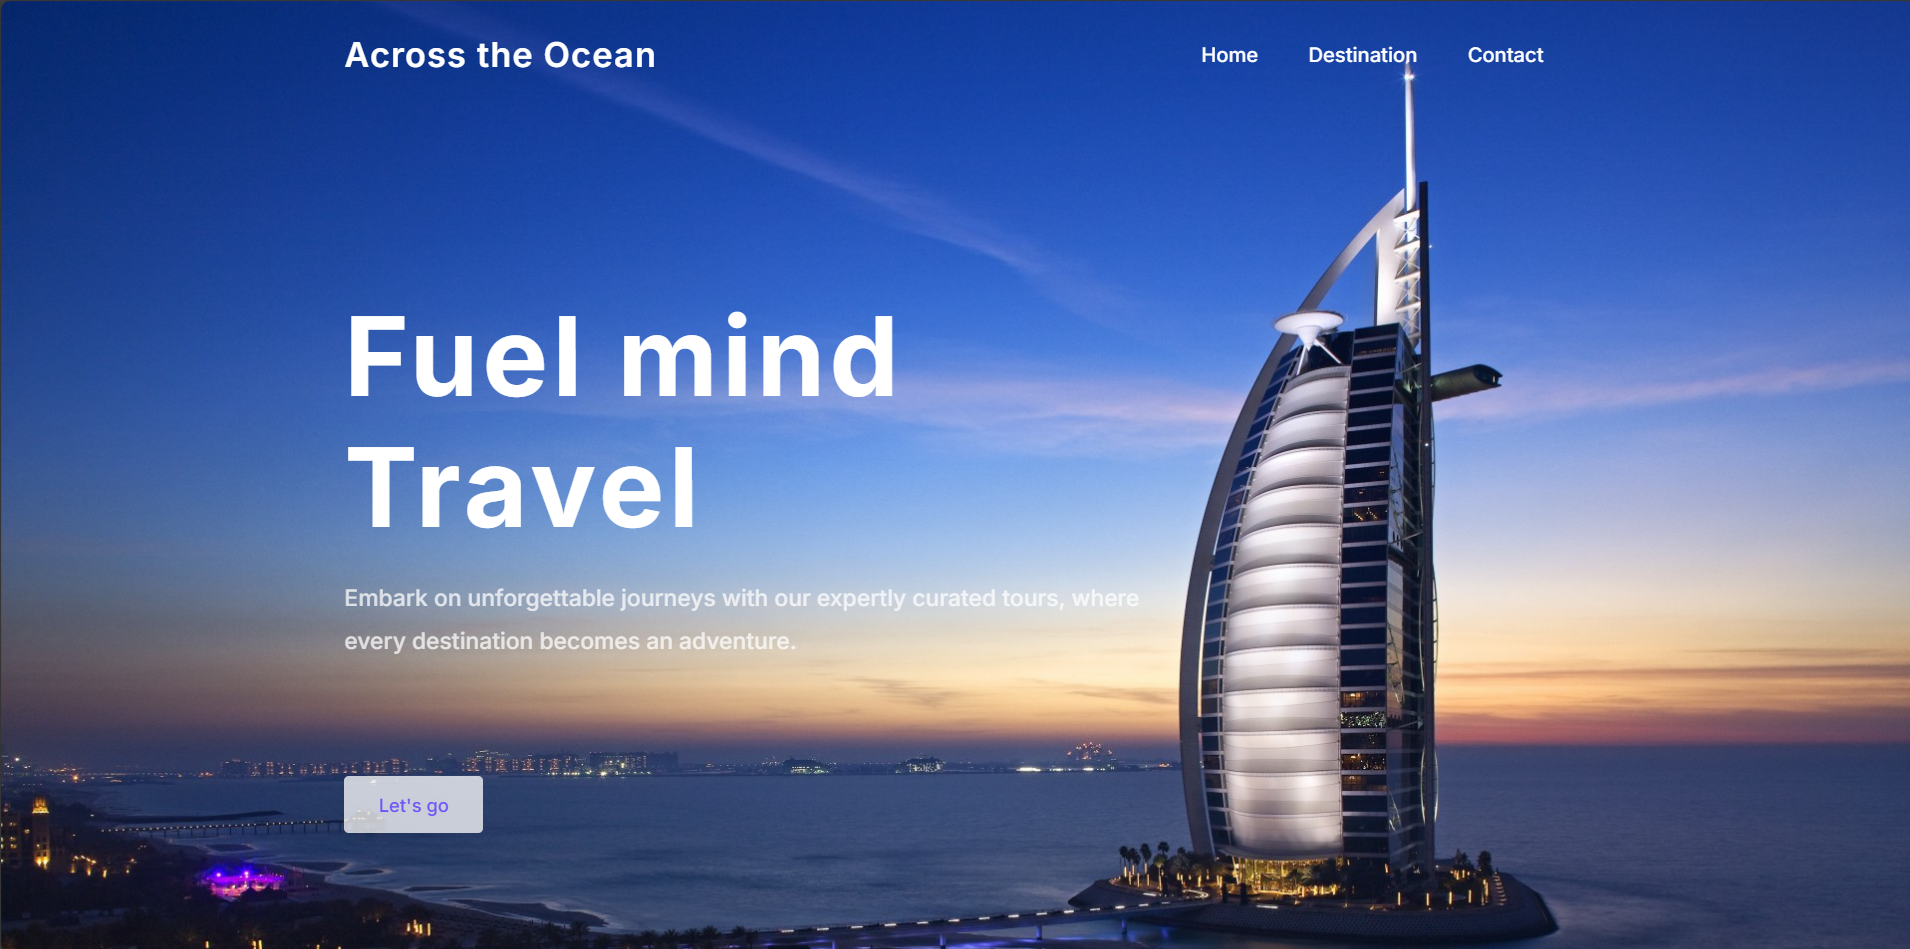 Across the Ocean
Home Destination Contact
Fuel mind
Travel
Embark on unforgettable journeys with our expertly curated tours, where
every destination becomes an adventure.
Let's go